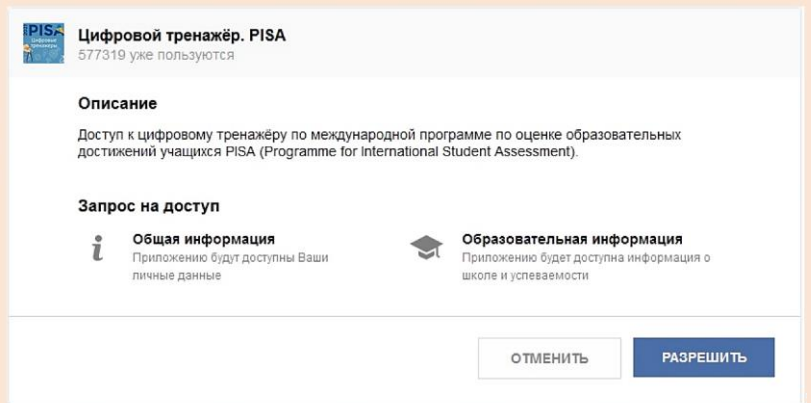 PISA
цифровые
тренажёры
Цифровой тренажёр. PISA
577319 уже пользуются
Описание
Доступ к цифровому тренажёру по международной программе по оценке образовательных
достижений учащихся PISA (Programme for International Student Assessment).
Запрос на доступ
Общая информация
Приложению будут доступны Ваши
личные данные
Образовательная информация
Приложению будет доступна информация о
школе и успеваемости
ОТМЕНИТЬ
РАЗРЕШИТЬ